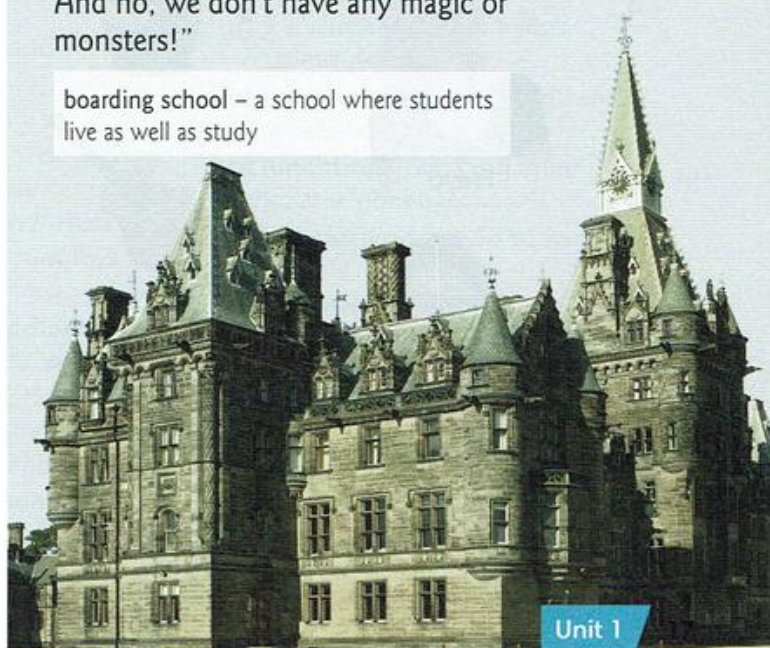 And no, we don't have any magic or
monsters!"
boarding school – a school where students
live as well as study
Unit 1
17